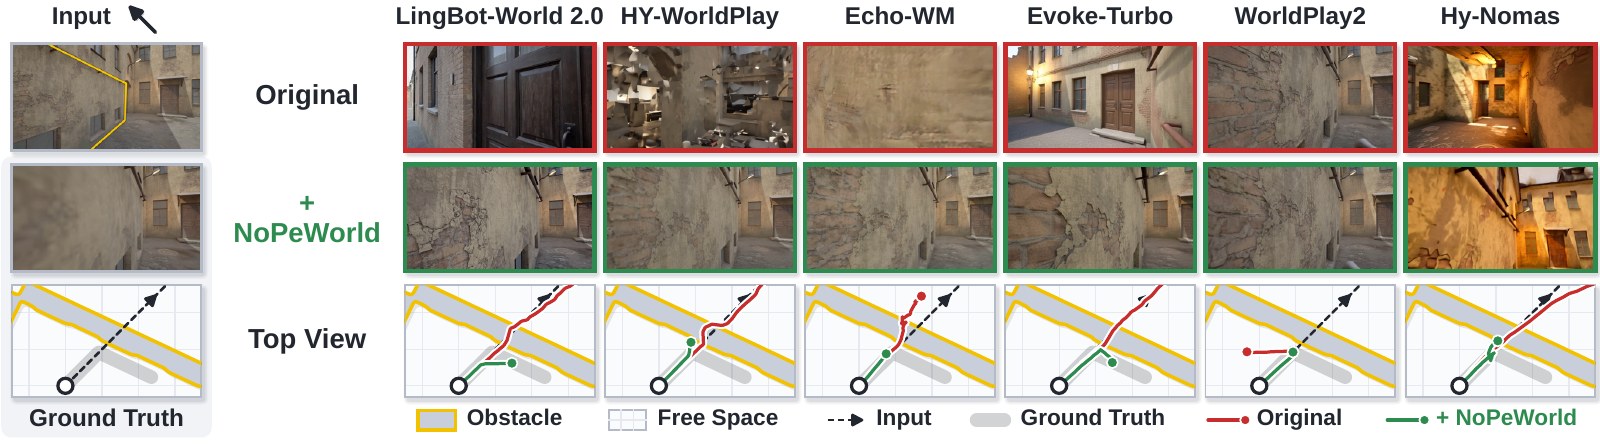 Input
LingBot-World 2.0
HY-WorldPlay
Echo-WM
Evoke-Turbo
WorldPlay2
Hy-Nomas
Original
+
NoPeWorld
Top View
Ground Truth
Obstacle
Free Space
Input
Ground Truth
Original
+ NoPeWorld